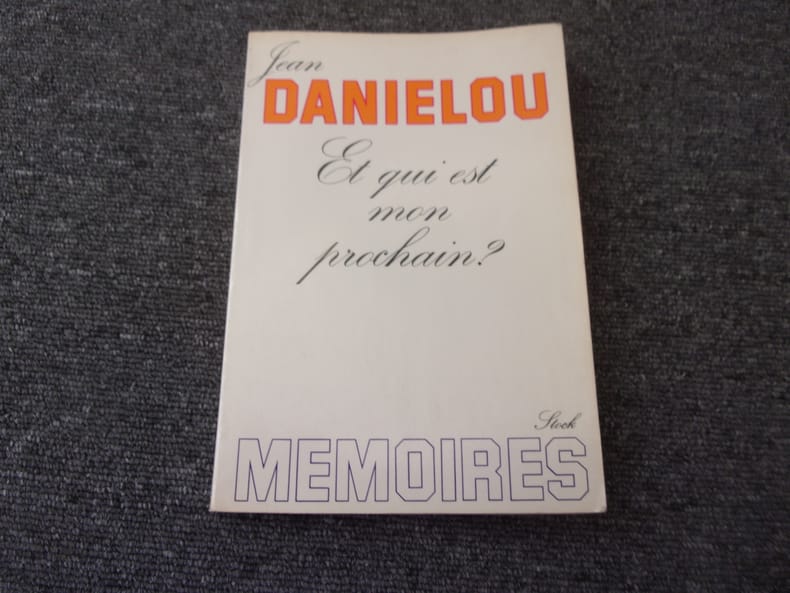 Jean
DANIELOU
Et qui est
mon
prochain?
Stock
MEMOIRES